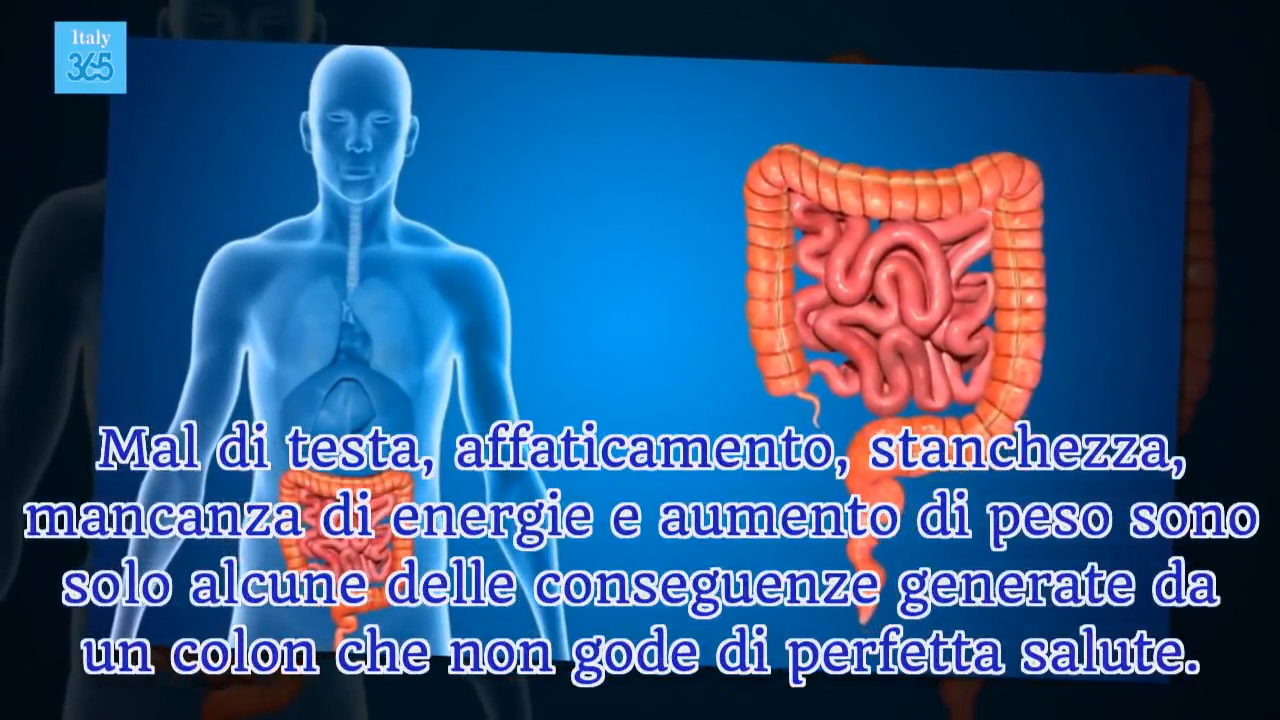 Italy
365
Mal di testa, affaticamento, stanchezza,
mancanza di energie e aumento di peso sono
solo alcune delle conseguenze generate da
un colon che non gode di perfetta salute.